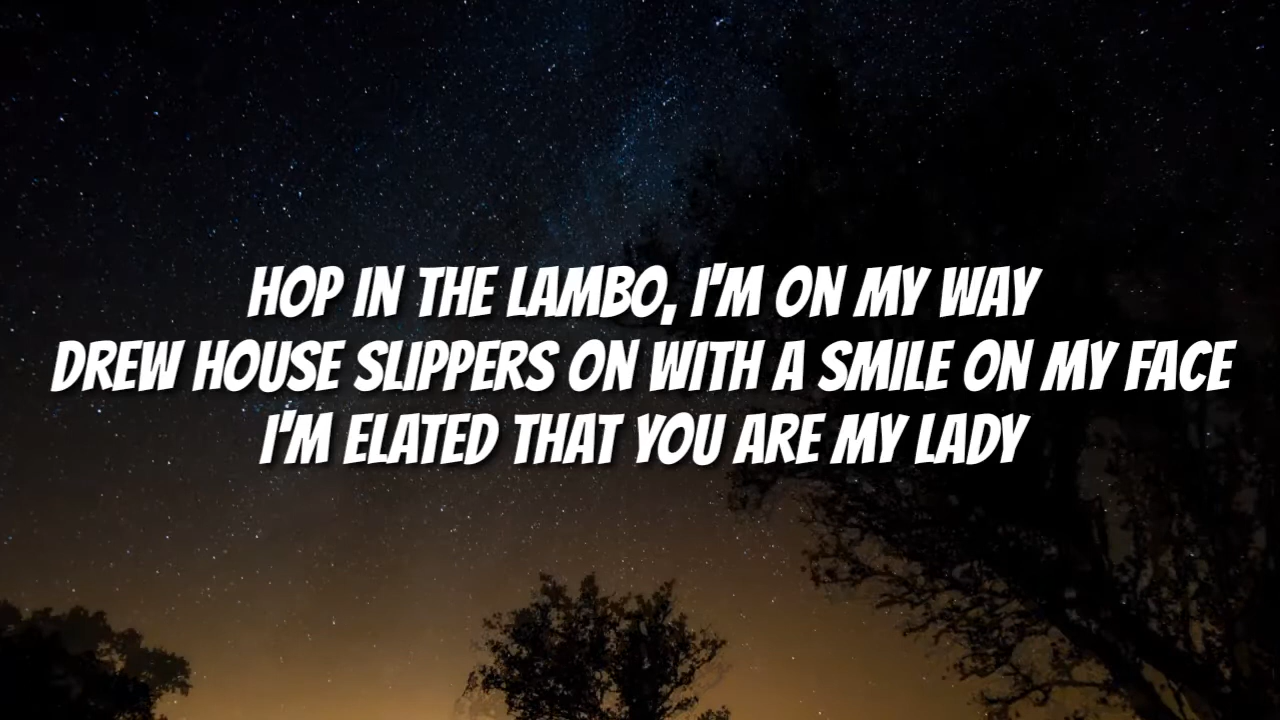 HOP IN THE LAMBO, I'M ON MY WAY
DREW HOUSE SLIPPERS ON WITH A SMILE ON MY FACE
I'M ELATED THAT YOU ARE MY LADY